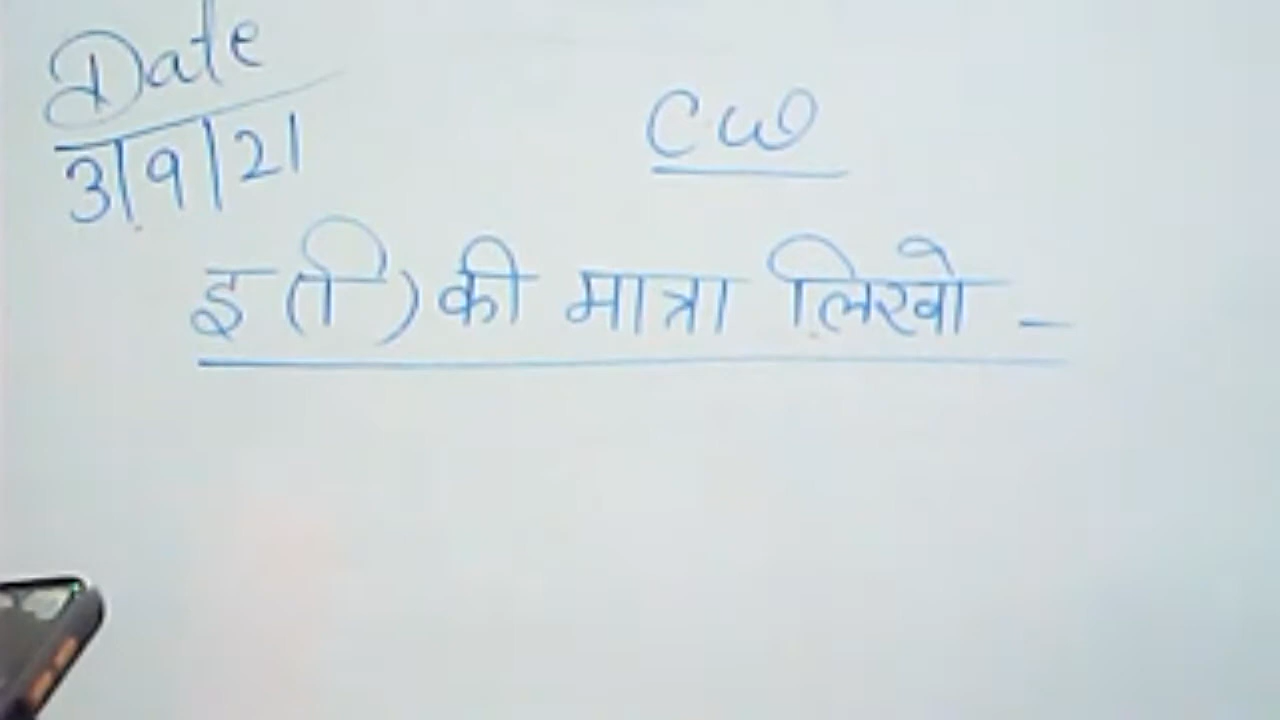 Date
3/9/21
CW
इ (ि) की मात्रा लिखो -